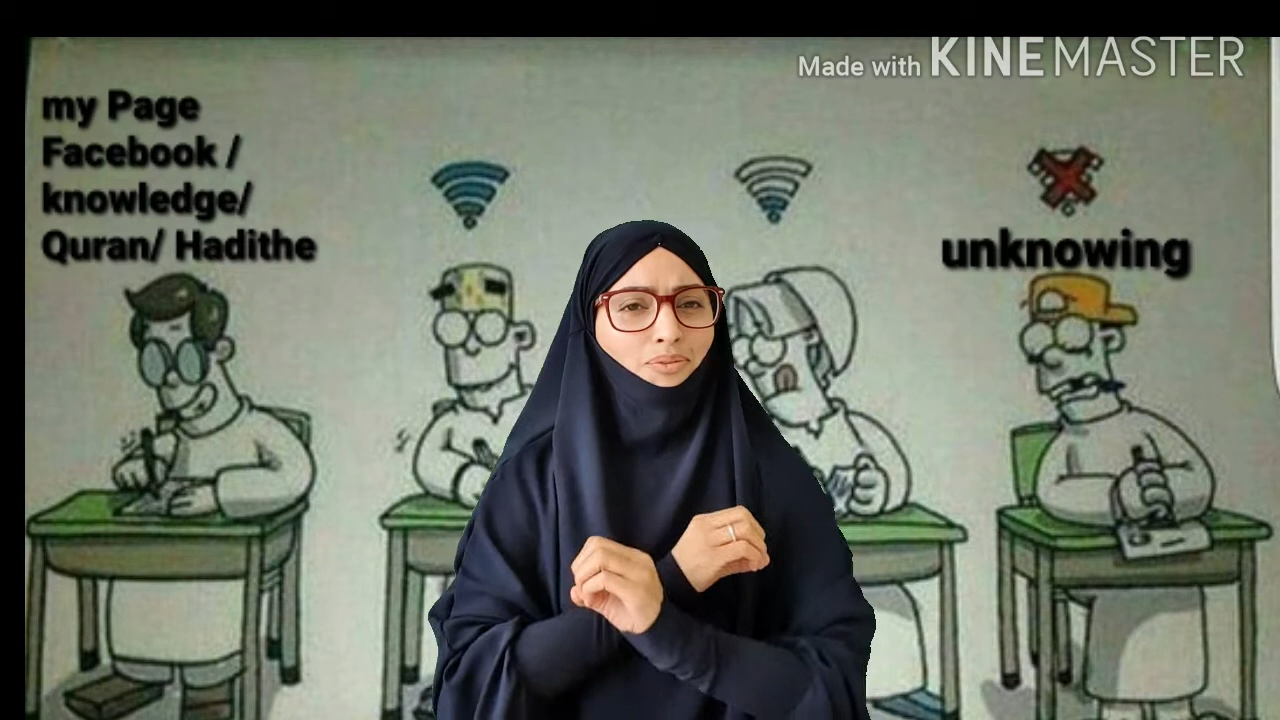 Made with KINEMASTER
my Page
Facebook /
knowledge/
Quran/ Hadithe
unknowing